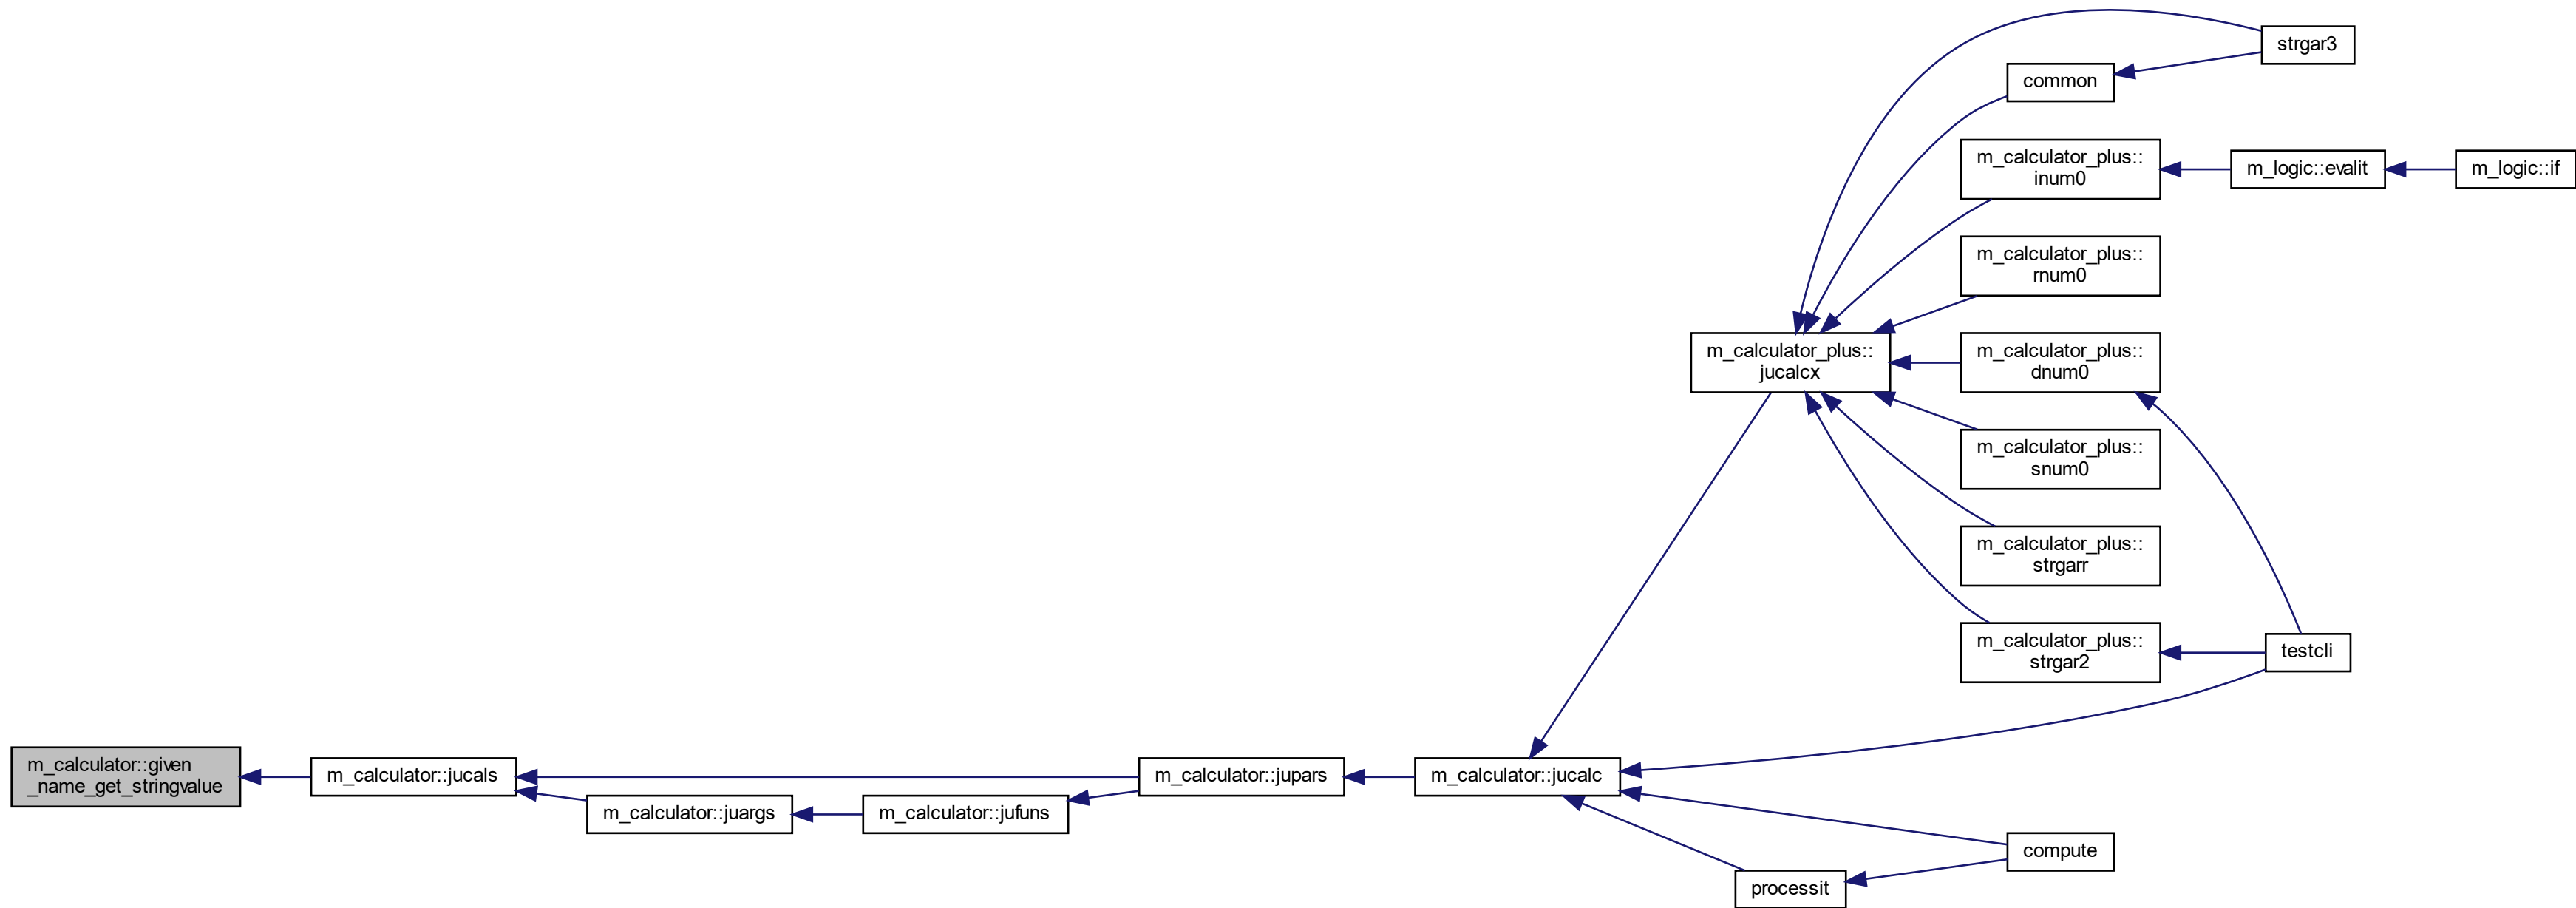 strgar3
common
m_calculator_plus::
inum0
m_logic::evalit
m_logic::if
m_calculator_plus::
rnum0
m_calculator_plus::
jucalcx
m_calculator_plus::
dnum0
m_calculator_plus::
snum0
m_calculator_plus::
strgarr
m_calculator_plus::
strgar2
testcli
m_calculator::given
_name_get_stringvalue
m_calculator::jucals
m_calculator::jupars
m_calculator::jucalc
m_calculator::juargs
m_calculator::jufuns
compute
processit